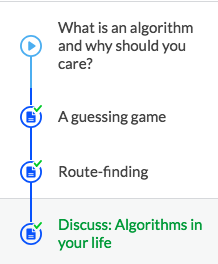 What is an algorithm
and why should you
care?
A guessing game
Route-finding
Discuss: Algorithms in
your life